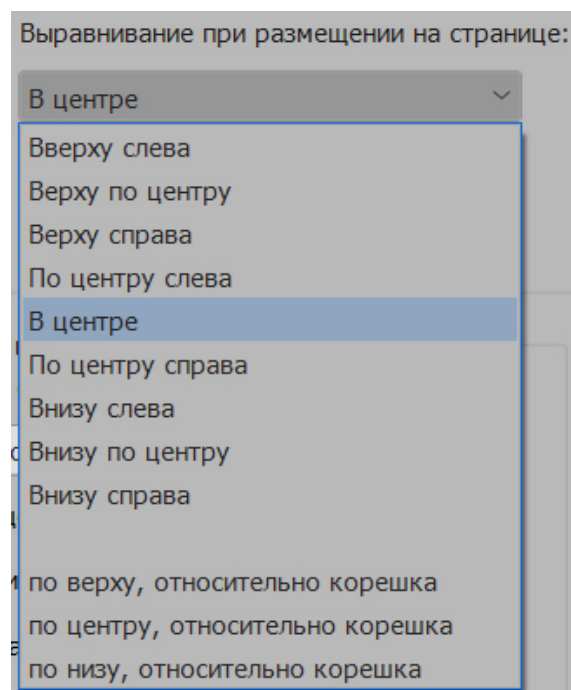 Выравнивание при размещении на странице:
В центре
Вверху слева
Верху по центру
Верху справа
По центру слева
В центре
По центру справа
Внизу слева
Внизу по центру
Внизу справа
по верху, относительно корешка
по центру, относительно корешка
по низу, относительно корешка